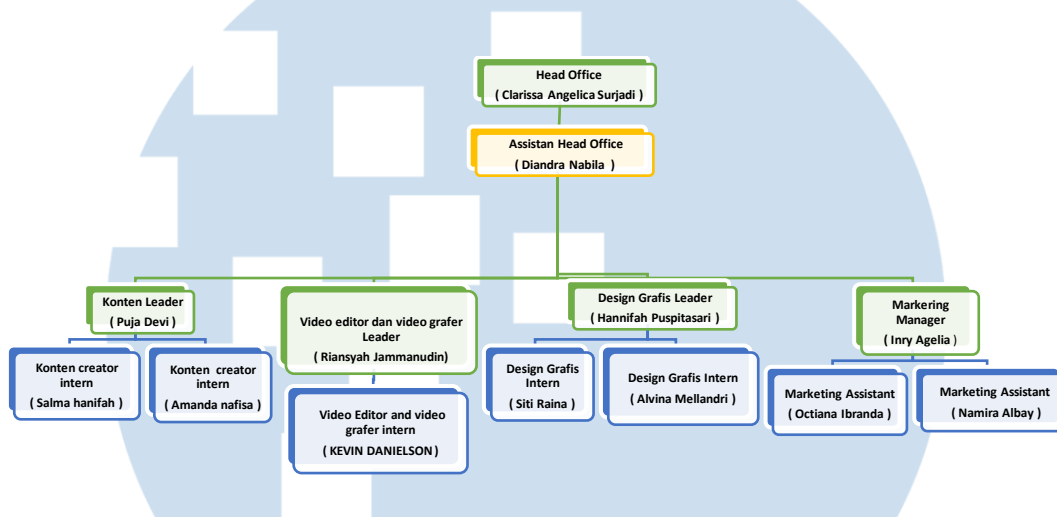 Head Office
( Clarissa Angelica Surjadi )
Assistan Head Office
( Diandra Nabila )
Konten Leader
( Puja Devi )
Video editor dan video grafer
Leader
( Riansyah Jammanudin)
Design Grafis Leader
( Hannifah Puspitasari )
Markering
Manager
( Inry Agelia )
Konten creator
intern
( Salma hanifah )
Konten creator
intern
( Amanda nafisa )
Video Editor and video
grafer intern
( KEVIN DANIELSON )
Design Grafis
Intern
( Siti Raina )
Design Grafis Intern
( Alvina Mellandri )
Marketing Assistant
( Octiana Ibranda )
Marketing Assistant
( Namira Albay )